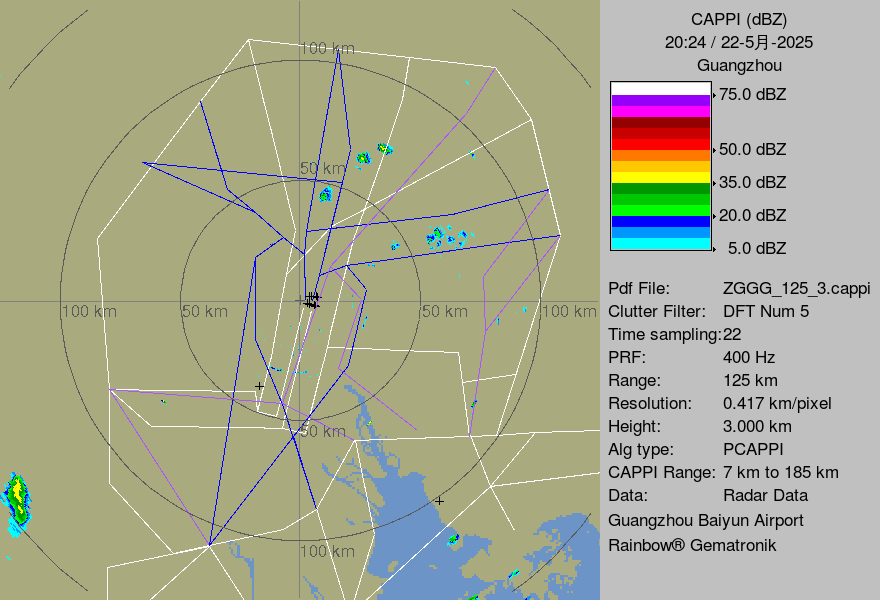 CAPPI (dBZ)
20:24 / 22-5月-2025
Guangzhou
75.0 dBZ
50.0 dBZ
35.0 dBZ
20.0 dBZ
5.0 dBZ
Pdf File: ZGGG_125_3.cappi
Clutter Filter: DFT Num 5
Time sampling:22
PRF: 400 Hz
Range: 125 km
Resolution: 0.417 km/pixel
Height: 3.000 km
Alg type: PCAPPI
CAPPI Range: 7 km to 185 km
Data: Radar Data
Guangzhou Baiyun Airport
Rainbow® Gematronik
100 km
50 km
100 km
50 km
50 km
100 km
50 km
100 km